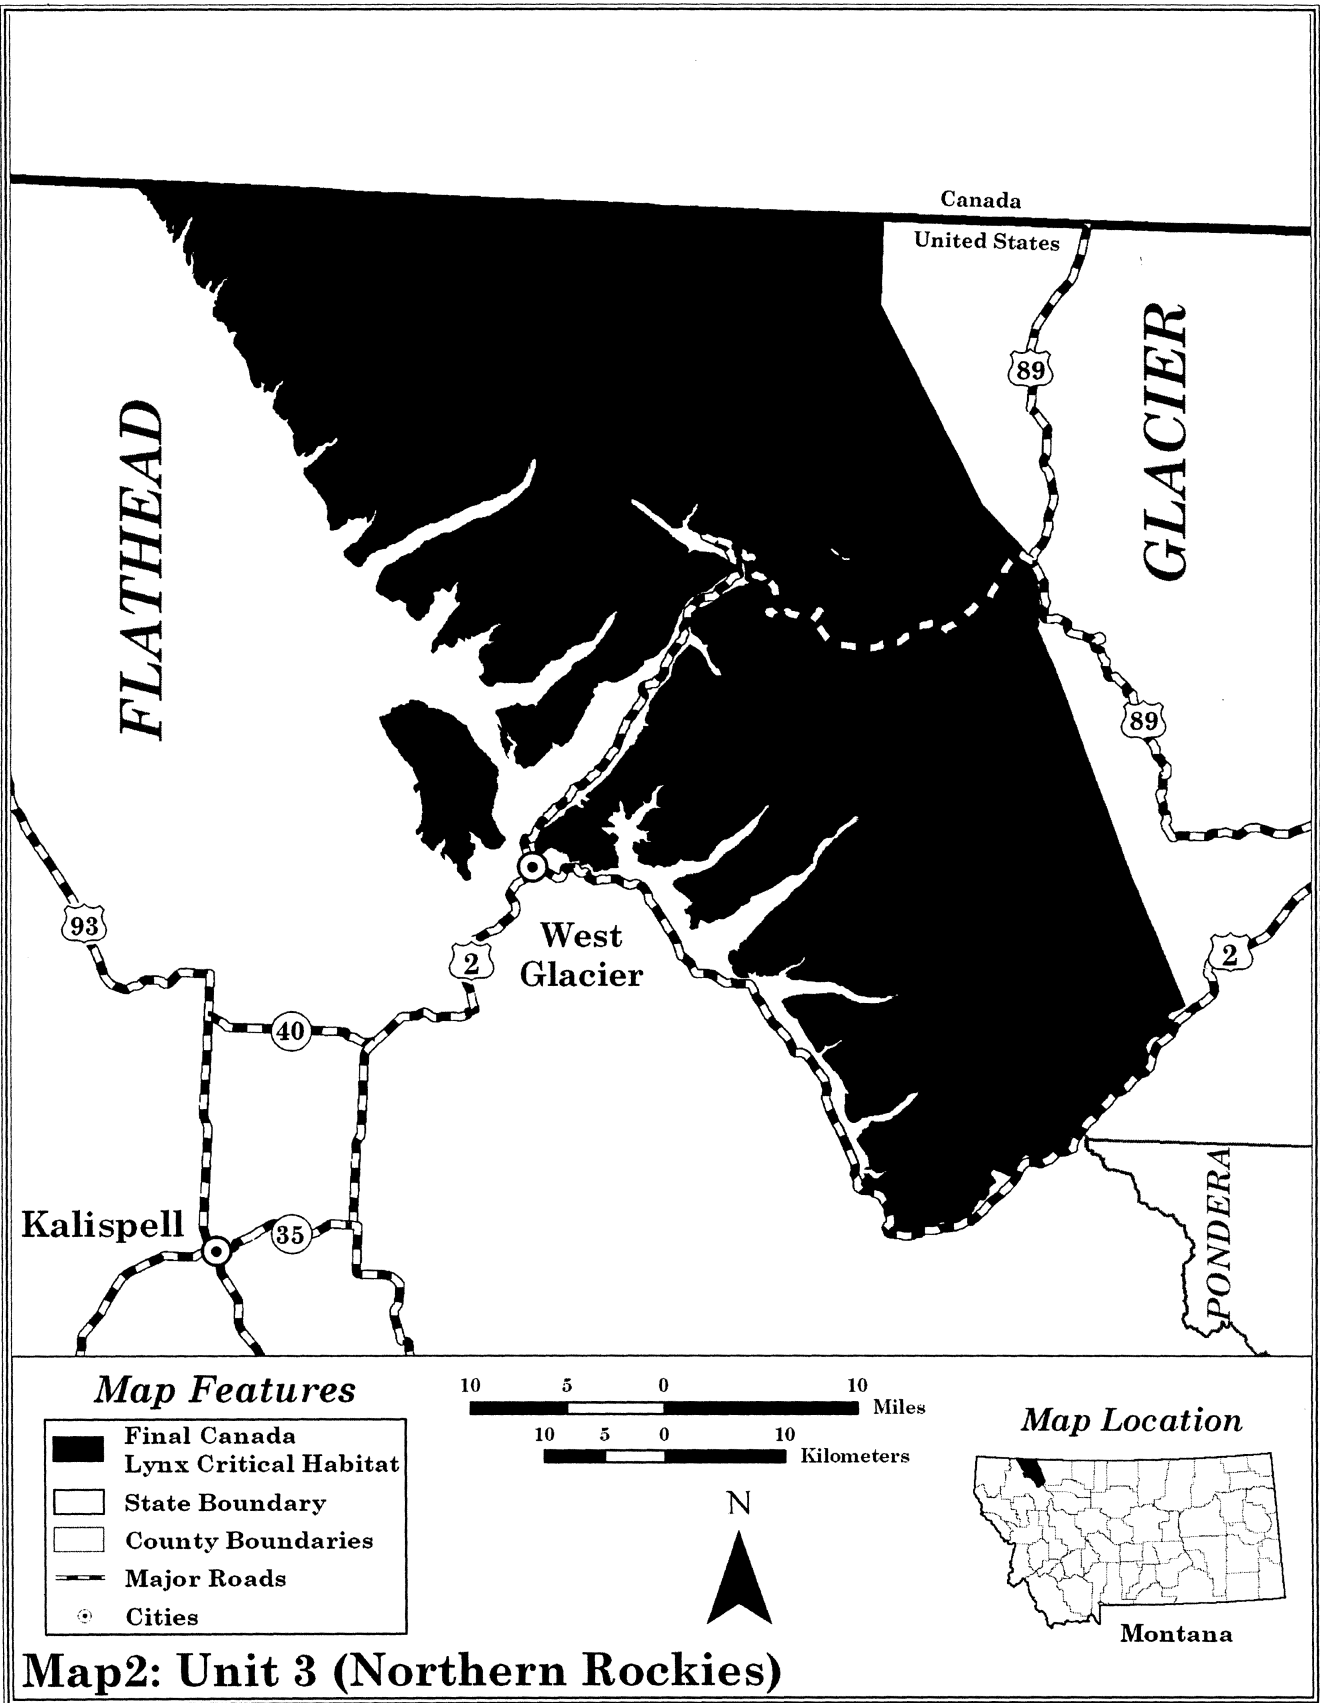 Canada
United States
89
GLACIER
FLATHEAD
89
93
West
Glacier
2
2
40
Kalispell
35
PONDERA
Map Features
Final Canada
Lynx Critical Habitat
State Boundary
County Boundaries
Major Roads
Cities
10 5 0 10
Miles
10 5 0 10
Kilometers
N
Map Location
Montana
Map2: Unit 3 (Northern Rockies)